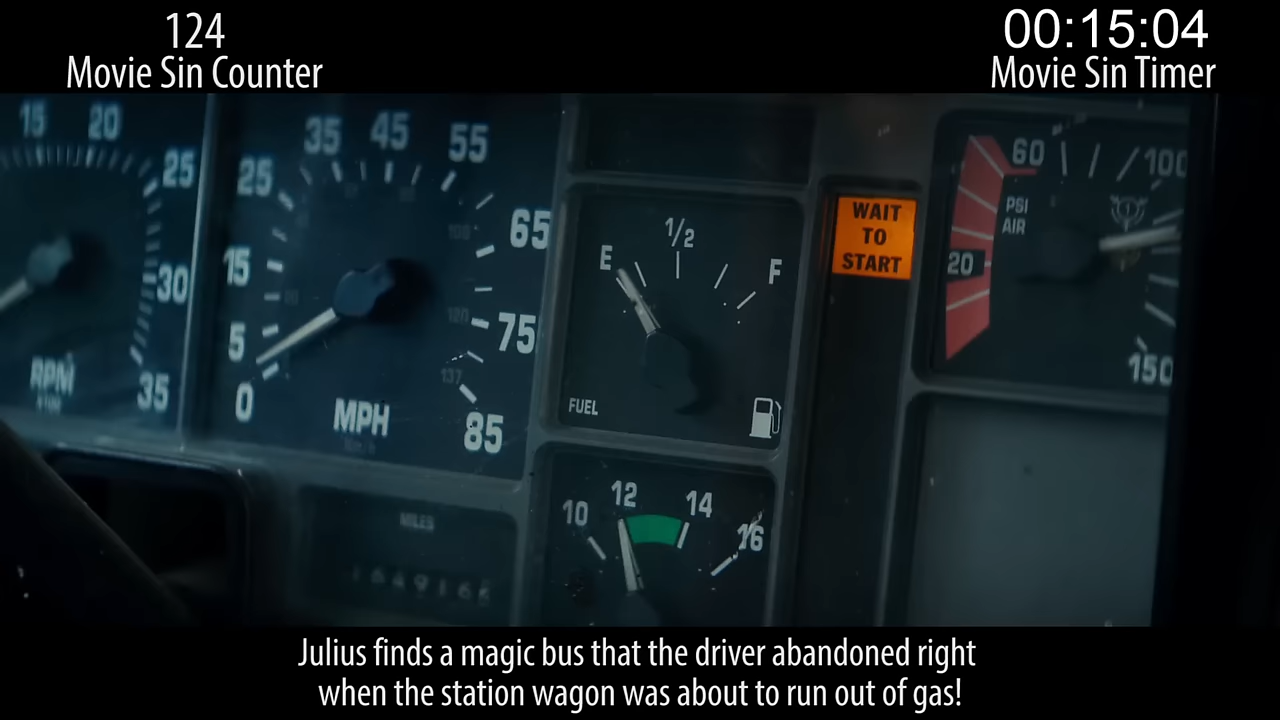 124
Movie Sin Counter
00:15:04
Movie Sin Timer
15 20 25 30 35
RPM
0 5 15 25 35 45 55 65 75 85
MPH
MILES
E 1/2 F
FUEL
10 12 14 16
WAIT
TO
START
60 100 150
PSI
AIR
20
Julius finds a magic bus that the driver abandoned right
when the station wagon was about to run out of gas!